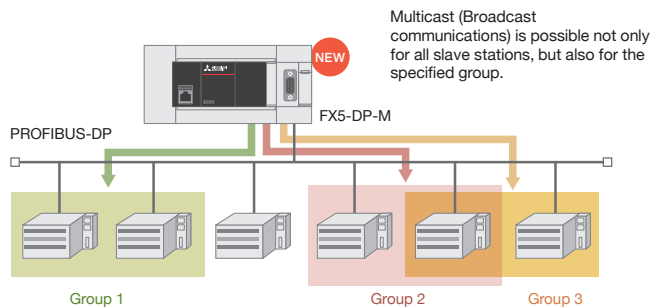 Multicast (Broadcast
communications) is possible not only
for all slave stations, but also for the
specified group.
NEW
FX5-DP-M
PROFIBUS-DP
Group 1
Group 2
Group 3